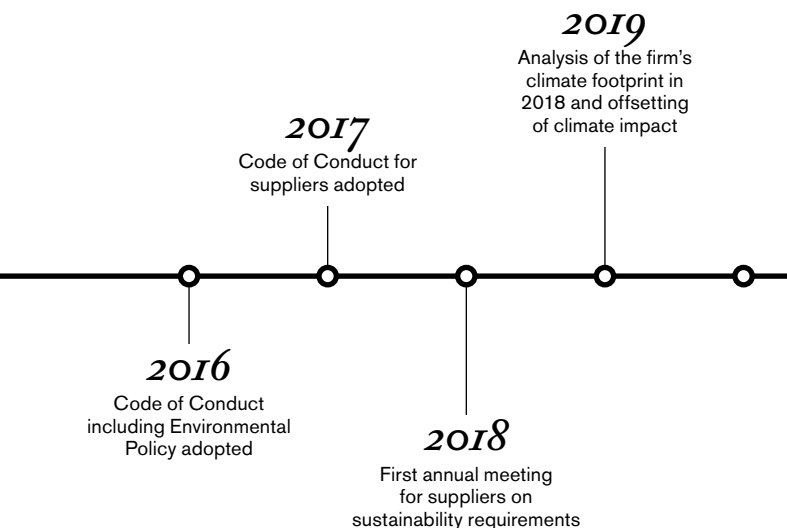 2019
Analysis of the firm's
climate footprint in
2018 and offsetting
of climate impact
2017
Code of Conduct for
suppliers adopted
2016
Code of Conduct
including Environmental
Policy adopted
2018
First annual meeting
for suppliers on
sustainability requirements